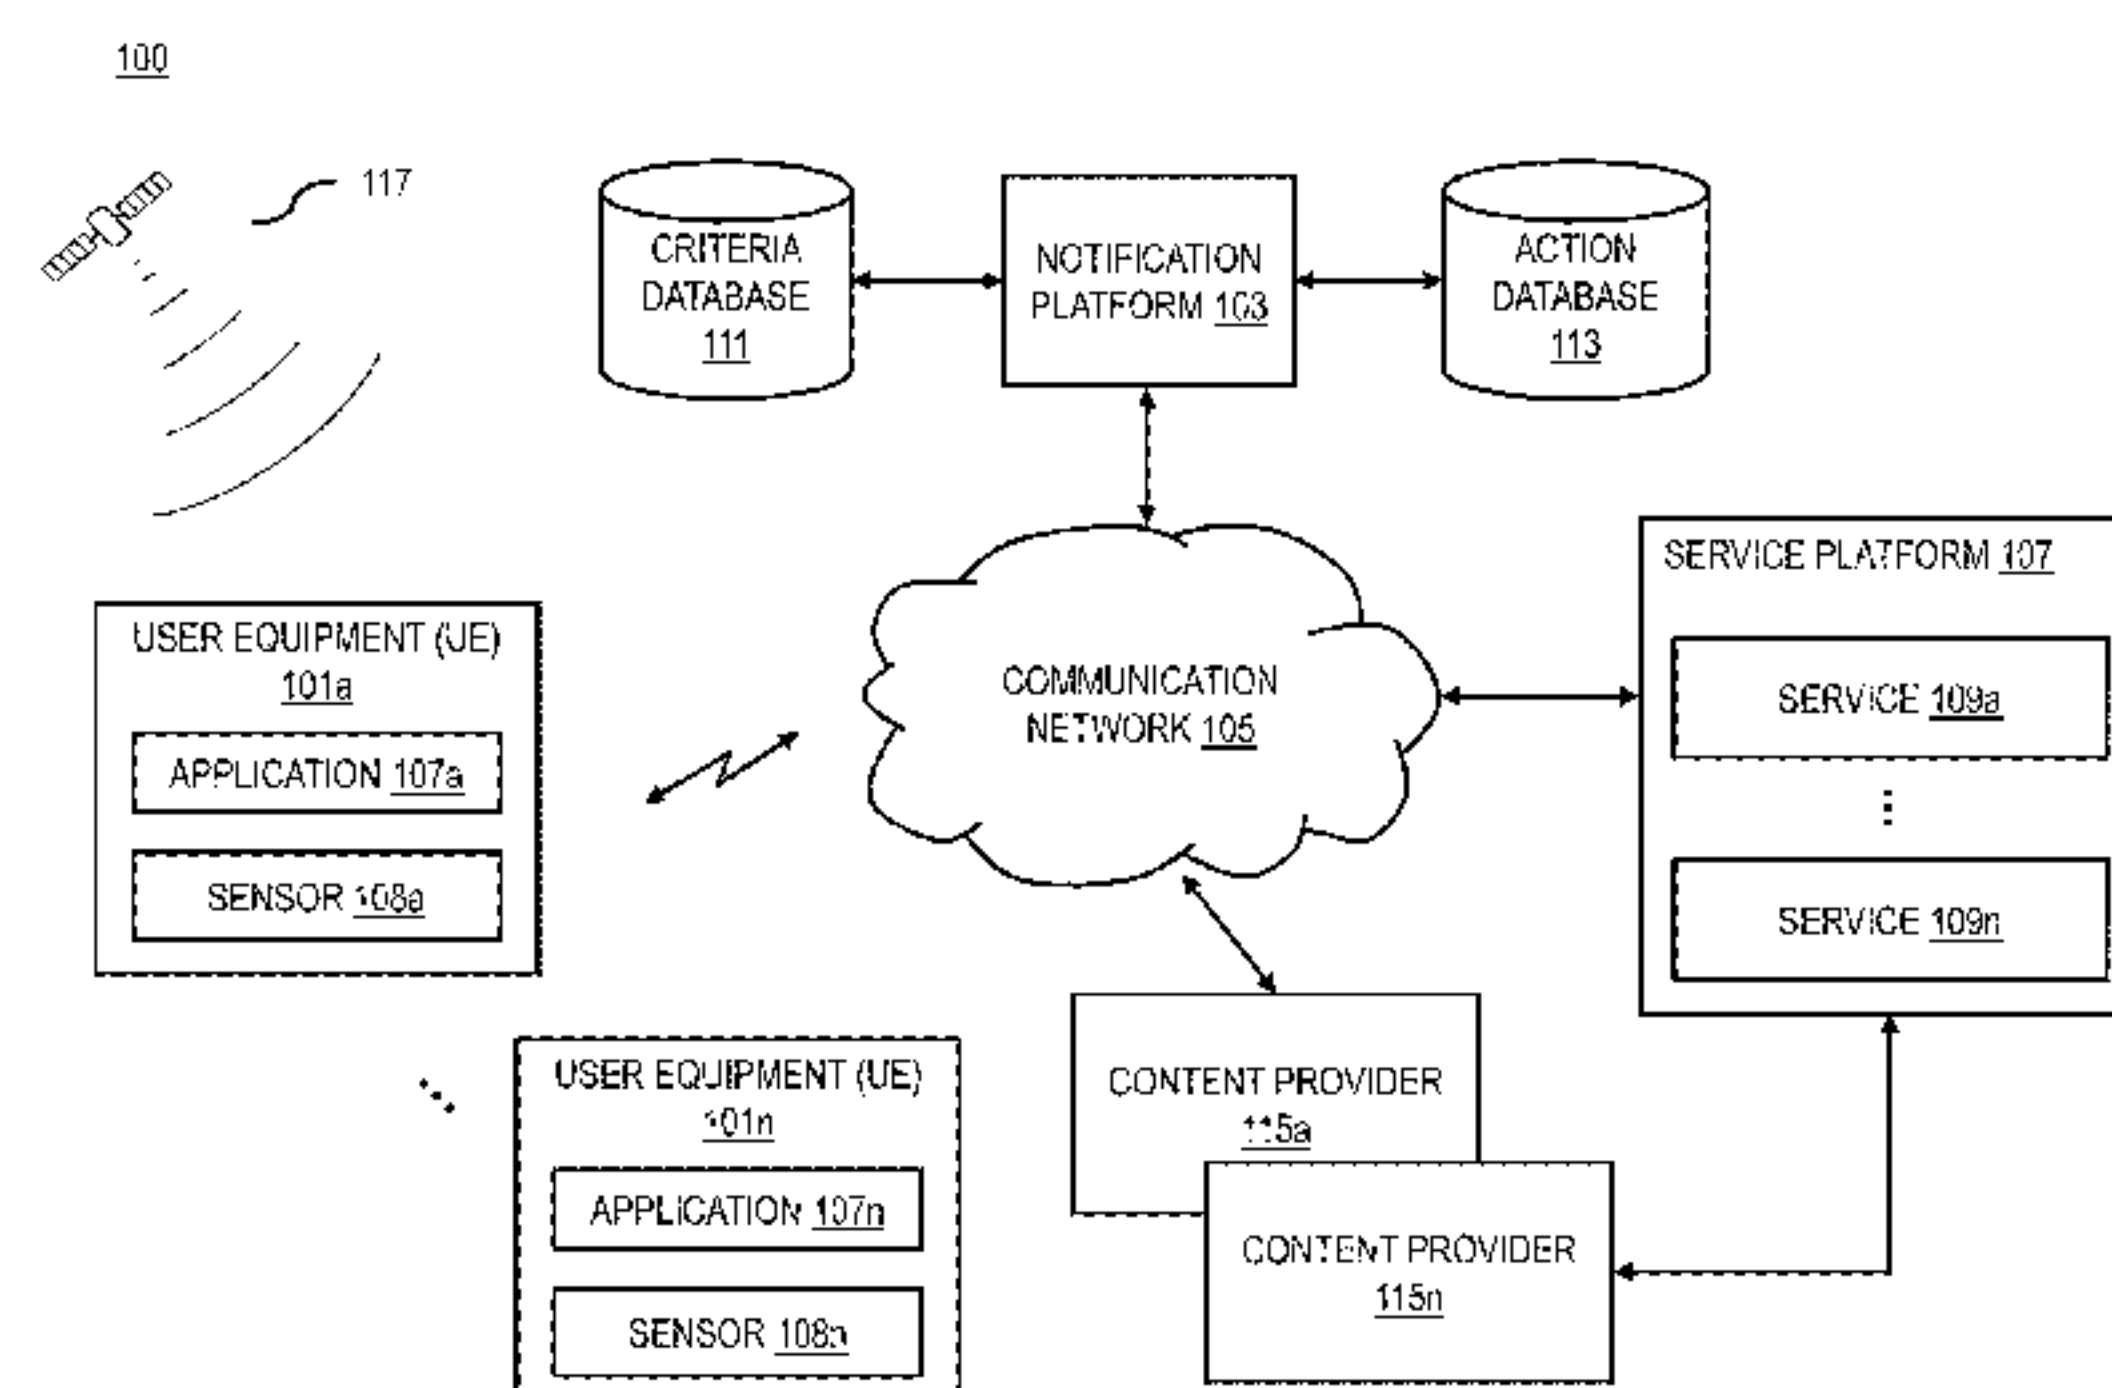 100
117
CRITERIA
DATABASE
111
NOTIFICATION
PLATFORM 103
ACTION
DATABASE
113
SERVICE PLATFORM 107
SERVICE 109a
SERVICE 109n
USER EQUIPMENT (UE)
101a
APPLICATION 107a
SENSOR 108a
COMMUNICATION
NETWORK 105
USER EQUIPMENT (UE)
101n
APPLICATION 107n
SENSOR 108n
CONTENT PROVIDER
115a
CONTENT PROVIDER
115n